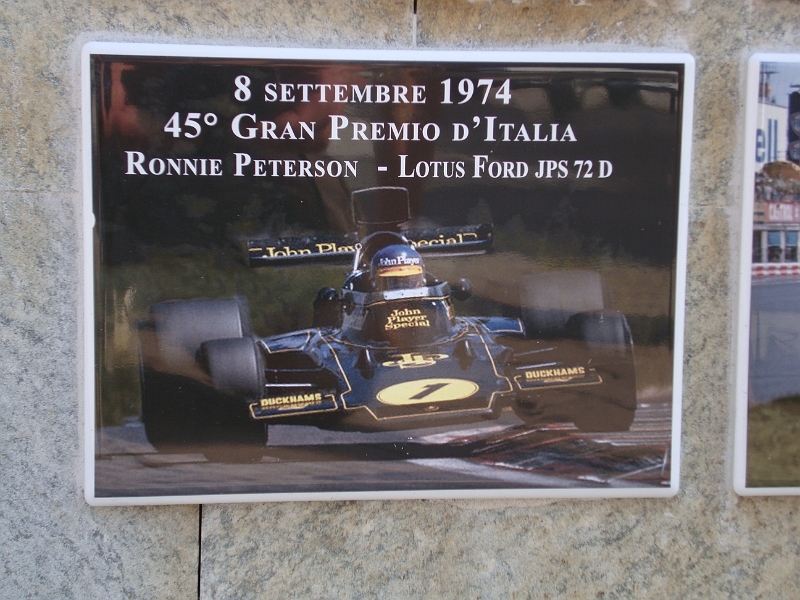 8 SETTEMBRE 1974
45° GRAN PREMIO D'ITALIA
RONNIE PETERSON - LOTUS FORD JPS 72 D
John Player Special
John Player
John
Player
Special
JPS
1
DUCKHAMS
DUCKHAMS